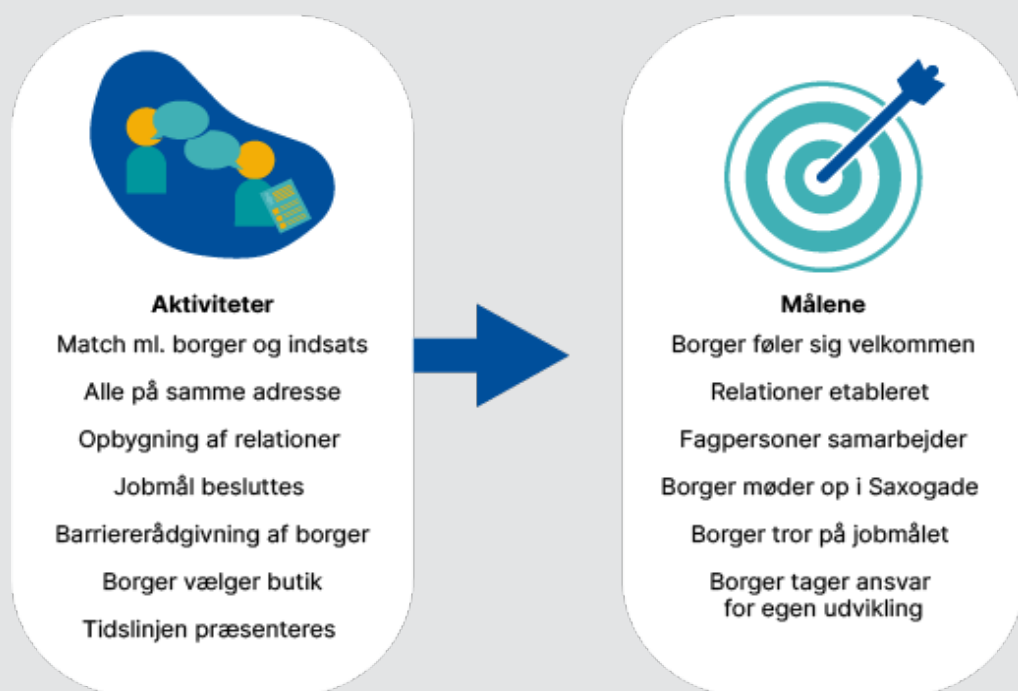 Aktiviteter
Match ml. borger og indsats
Alle på samme adresse
Opbygning af relationer
Jobmål besluttes
Barriererådgivning af borger
Borger vælger butik
Tidslinjen præsenteres
Målene
Borger føler sig velkommen
Relationer etableret
Fagpersoner samarbejder
Borger møder op i Saxogade
Borger tror på jobmålet
Borger tager ansvar
for egen udvikling